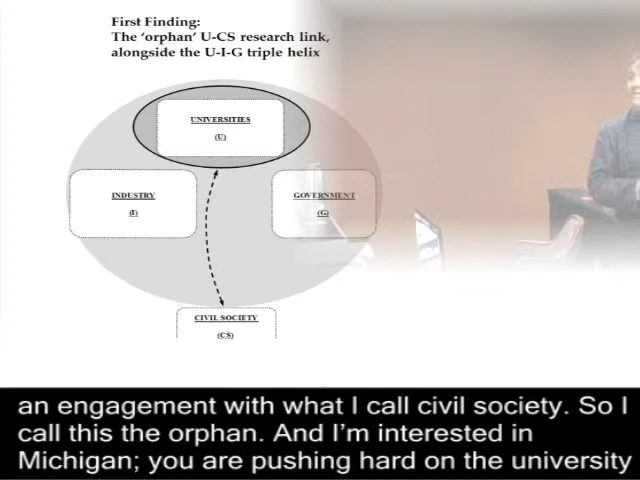 First Finding:
The ‘orphan’ U-CS research link,
alongside the U-I-G triple helix
UNIVERSITIES
(U)
INDUSTRY
(I)
GOVERNMENT
(G)
CIVIL SOCIETY
(CS)
an engagement with what I call civil society. So I
call this the orphan. And I’m interested in
Michigan; you are pushing hard on the university